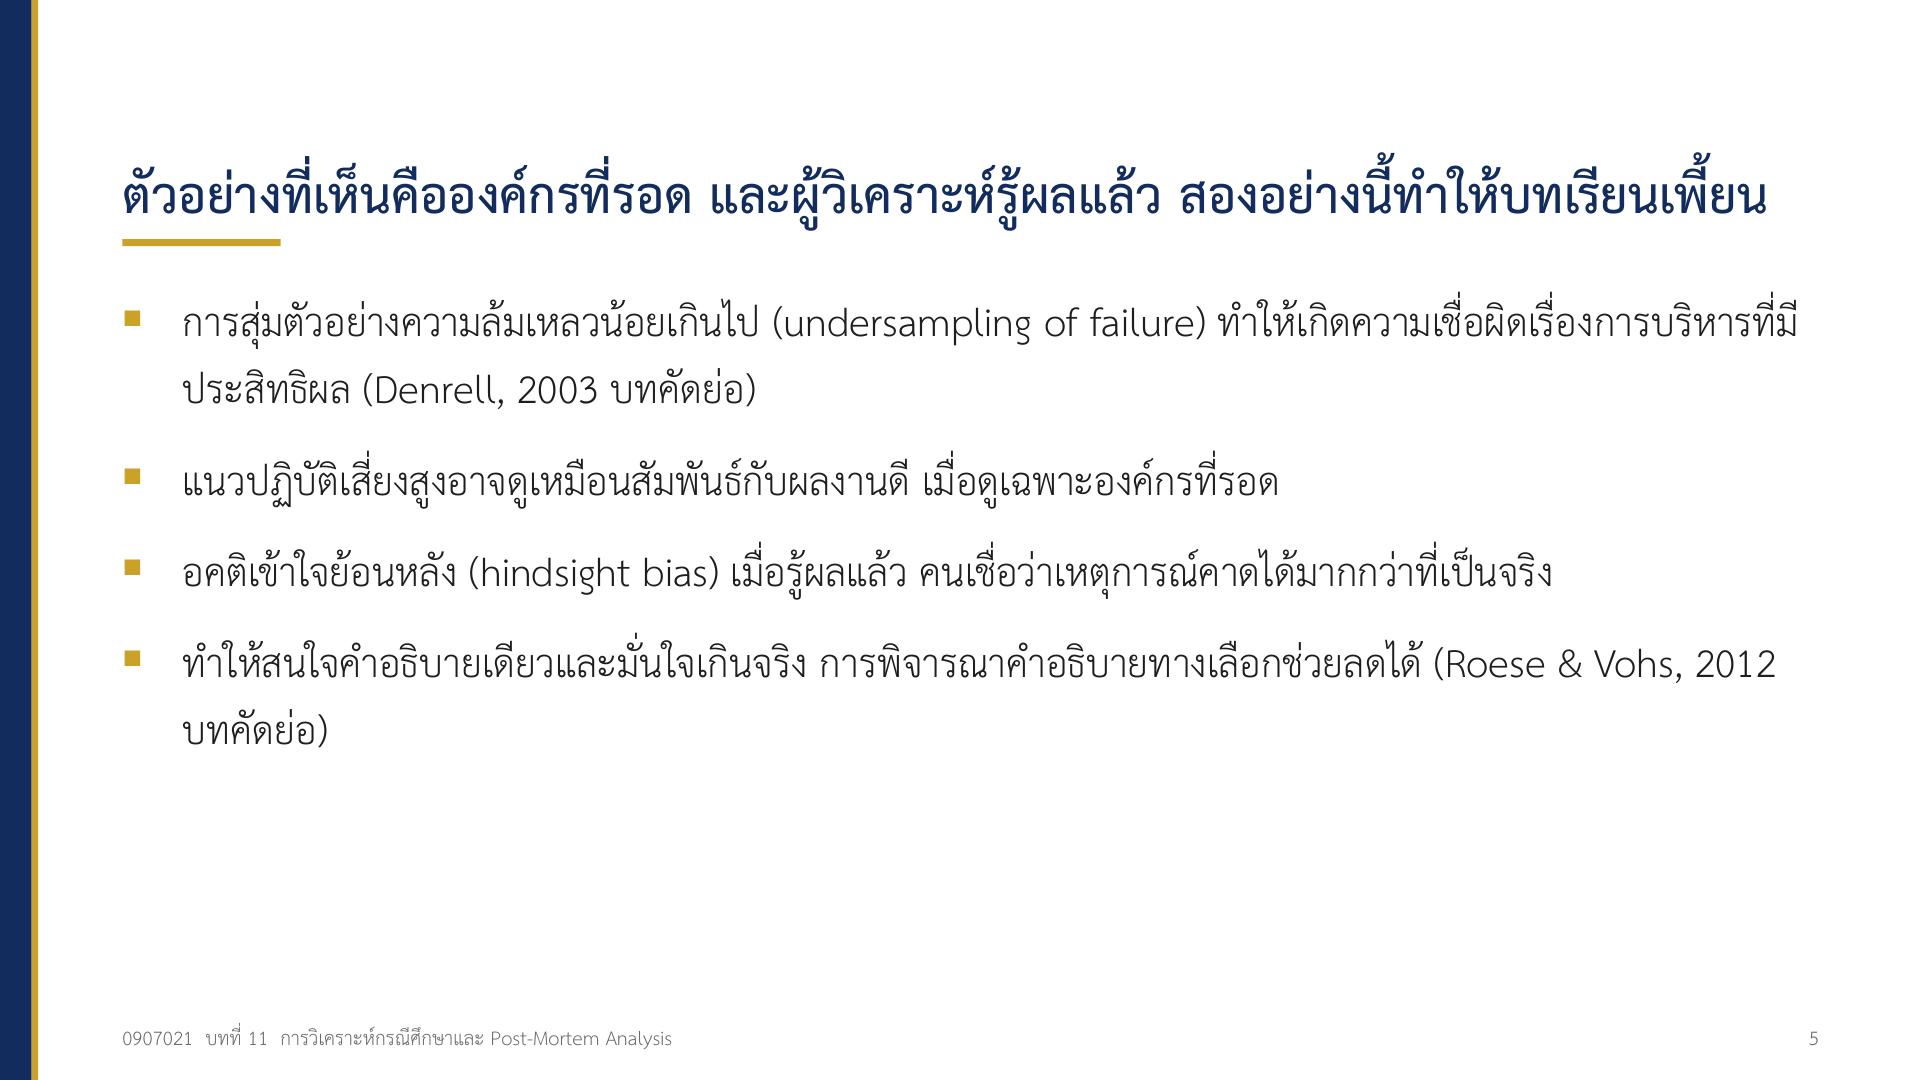 ตัวอย่างที่เห็นคือองค์กรที่รอด และผู้วิเคราะห์รู้ผลแล้ว สองอย่างนี้ทำให้บทเรียนเพี้ยน
การสุ่มตัวอย่างความล้มเหลวน้อยเกินไป (undersampling of failure) ทำให้เกิดความเชื่อผิดเรื่องการบริหารที่มี
ประสิทธิผล (Denrell, 2003 บทคัดย่อ)
แนวปฏิบัติเสี่ยงสูงอาจดูเหมือนสัมพันธ์กับผลงานดี เมื่อดูเฉพาะองค์กรที่รอด
อคติเข้าใจย้อนหลัง (hindsight bias) เมื่อรู้ผลแล้ว คนเชื่อว่าเหตุการณ์คาดได้มากกว่าที่เป็นจริง
ทำให้สนใจคำอธิบายเดียวและมั่นใจเกินจริง การพิจารณาคำอธิบายทางเลือกช่วยลดได้ (Roese & Vohs, 2012
บทคัดย่อ)
0907021 บทที่ 11 การวิเคราะห์กรณีศึกษาและ Post-Mortem Analysis
5